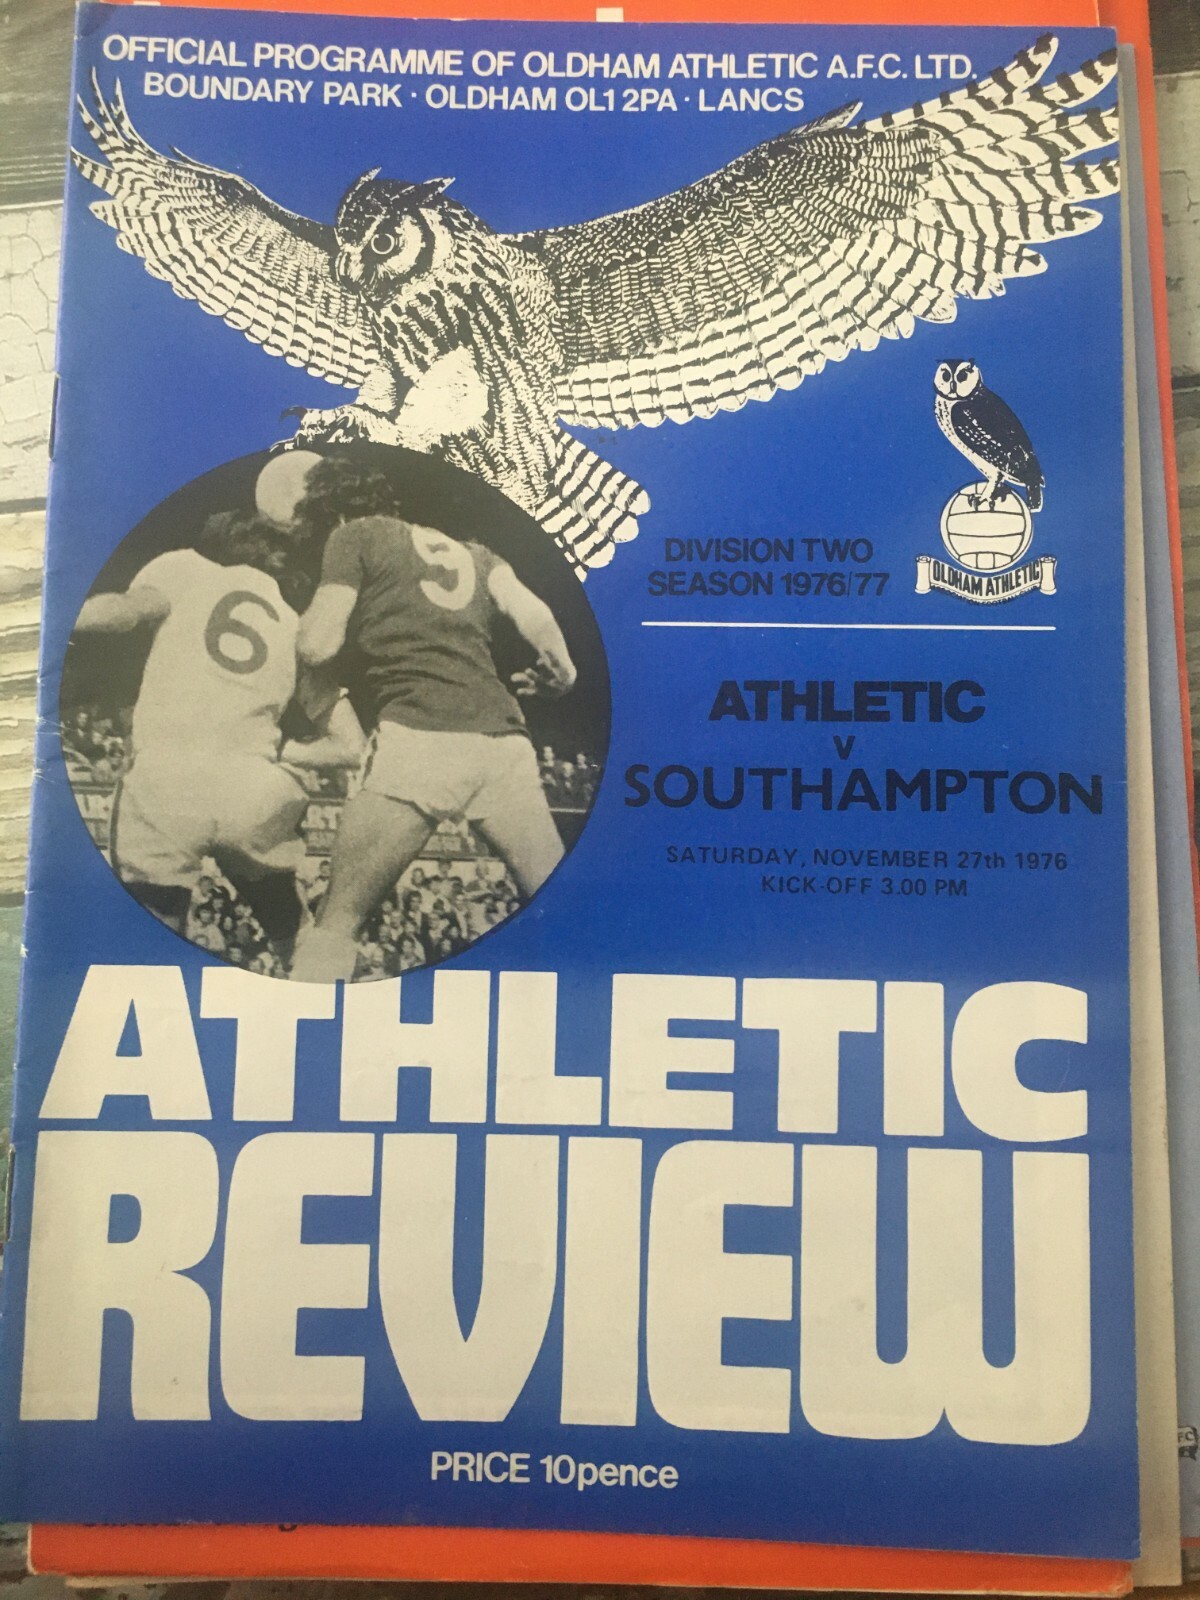 OFFICIAL PROGRAMME OF OLDHAM ATHLETIC A.F.C. LTD.
BOUNDARY PARK · OLDHAM OL1 2PA · LANCS
OLDHAM ATHLETIC
DIVISION TWO
SEASON 1976/77
ATHLETIC
v
SOUTHAMPTON
SATURDAY, NOVEMBER 27th 1976
KICK-OFF 3.00 PM
6
9
ATHLETIC
REVIEW
PRICE 10pence